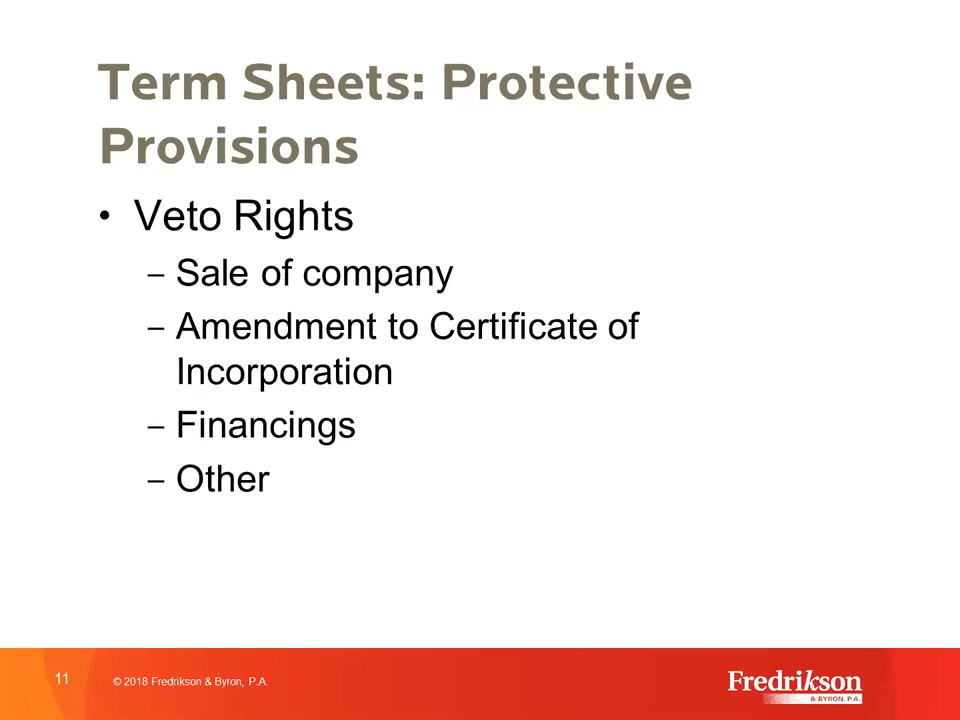 Term Sheets: Protective
Provisions
• Veto Rights
– Sale of company
– Amendment to Certificate of
Incorporation
– Financings
– Other
11
© 2018 Fredrikson & Byron, P.A.
Fredrikson
& BYRON, P.A.